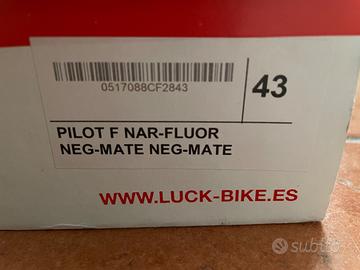 0517088CF2843
43
PILOT F NAR-FLUOR
NEG-MATE NEG-MATE
WWW.LUCK-BIKE.ES
subito